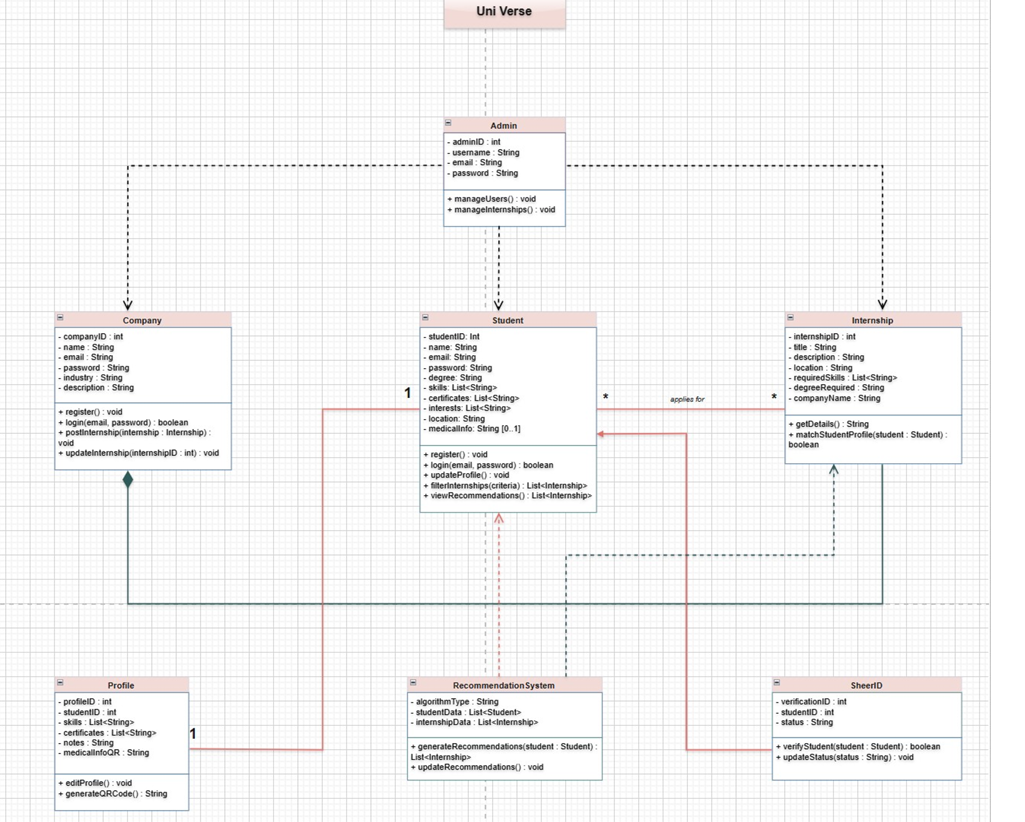 Uni Verse
Admin
- adminID : int
- username : String
- email : String
- password : String
+ manageUsers() : void
+ manageInternships() : void
Company
- companyID : int
- name : String
- email : String
- password : String
- industry : String
- description : String
+ register() : void
+ login(email, password) : boolean
+ postInternship(internship : Internship) :
void
+ updateInternship(internshipID : int) : void
Student
- studentID: Int
- name: String
- email: String
- password: String
- degree: String
- skills: List<String>
- certificates: List<String>
- interests: List<String>
- location: String
- medicalInfo: String [0..1]
+ register() : void
+ login(email, password) : boolean
+ updateProfile() : void
+ filterInternships(criteria) : List<Internship>
+ viewRecommendations() : List<Internship>
Internship
- internshipID : int
- title : String
- description : String
- location : String
- requiredSkills : List<String>
- degreeRequired : String
- companyName : String
+ getDetails() : String
+ matchStudentProfile(student : Student) :
boolean
1
*
applies for
*
Profile
- profileID : int
- studentID : int
- skills : List<String>
- certificates : List<String>
- notes : String
- medicalInfoQR : String
+ editProfile() : void
+ generateQRCode() : String
1
RecommendationSystem
- algorithmType : String
- studentData : List<Student>
- internshipData : List<Internship>
+ generateRecommendations(student : Student) :
List<Internship>
+ updateRecommendations() : void
SheerID
- verificationID : int
- studentID : int
- status : String
+ verifyStudent(student : Student) : boolean
+ updateStatus(status : String) : void